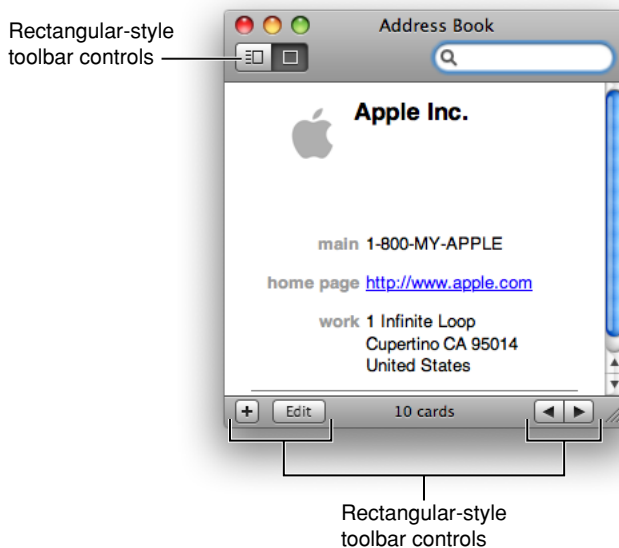 Rectangular-style
toolbar controls
Address Book
Apple Inc.
main 1-800-MY-APPLE
home page http://www.apple.com
work 1 Infinite Loop
Cupertino CA 95014
United States
Edit
10 cards
Rectangular-style
toolbar controls